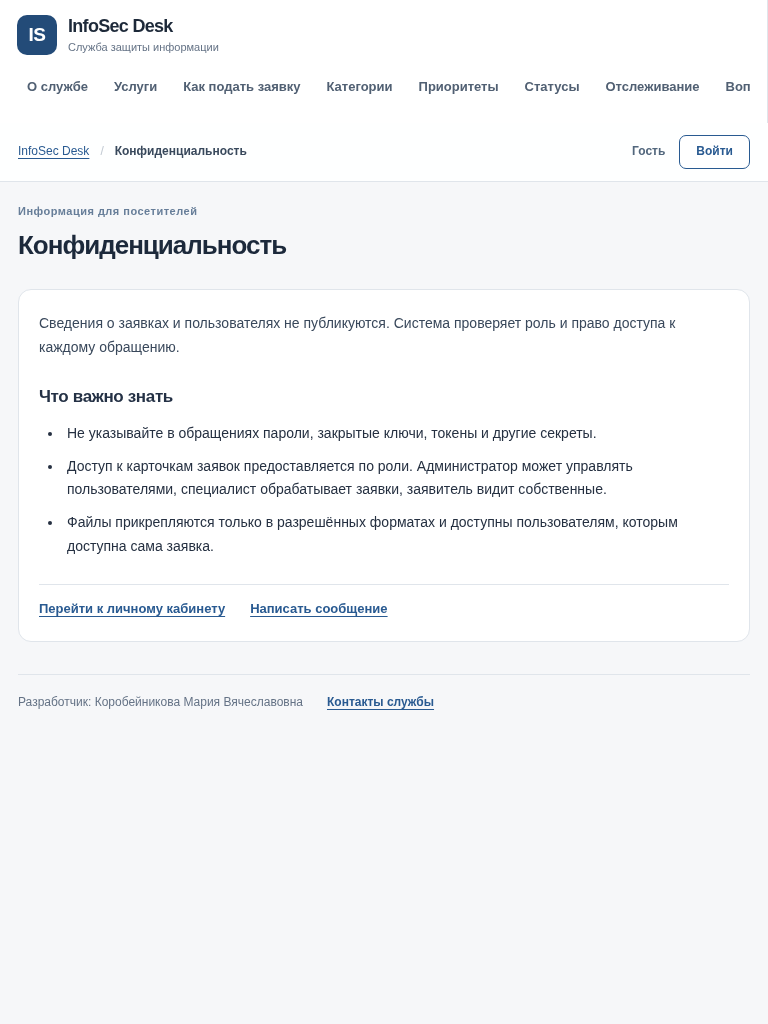 IS
InfoSec Desk
Служба защиты информации
О службе Услуги Как подать заявку Категории Приоритеты Статусы Отслеживание Воп
InfoSec Desk / Конфиденциальность Гость Войти
Информация для посетителей
Конфиденциальность
Сведения о заявках и пользователях не публикуются. Система проверяет роль и право доступа к
каждому обращению.
Что важно знать
• Не указывайте в обращениях пароли, закрытые ключи, токены и другие секреты.
• Доступ к карточкам заявок предоставляется по роли. Администратор может управлять
пользователями, специалист обрабатывает заявки, заявитель видит собственные.
• Файлы прикрепляются только в разрешённых форматах и доступны пользователям, которым
доступна сама заявка.
Перейти к личному кабинету Написать сообщение
Разработчик: Коробейникова Мария Вячеславовна Контакты службы